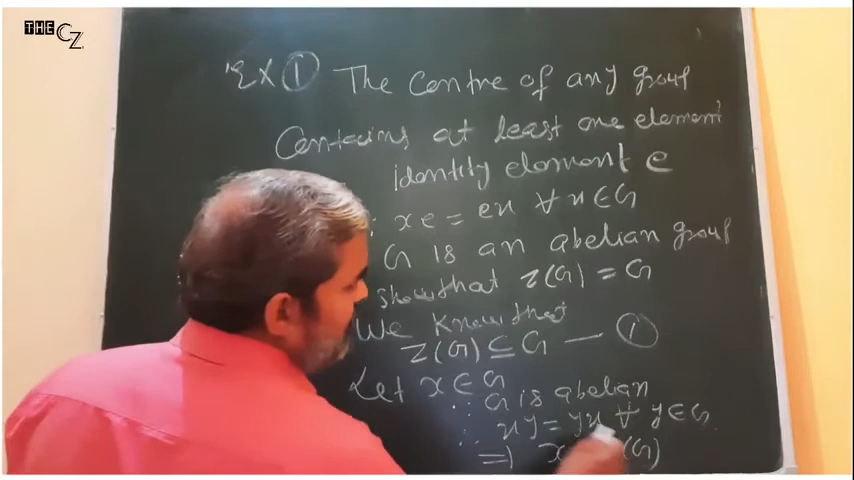 THE CZ
Ex ① The Centre of any group
Contains at least one element
identity element e
∵ xe = ex ∀ x ∈ G
G is an abelian group
show that Z(G) = G
We know that
Z(G) ⊆ G — ①
Let x ∈ G
∵ G is abelian
∴ xy = yx ∀ y ∈ G
⇒ x (G)